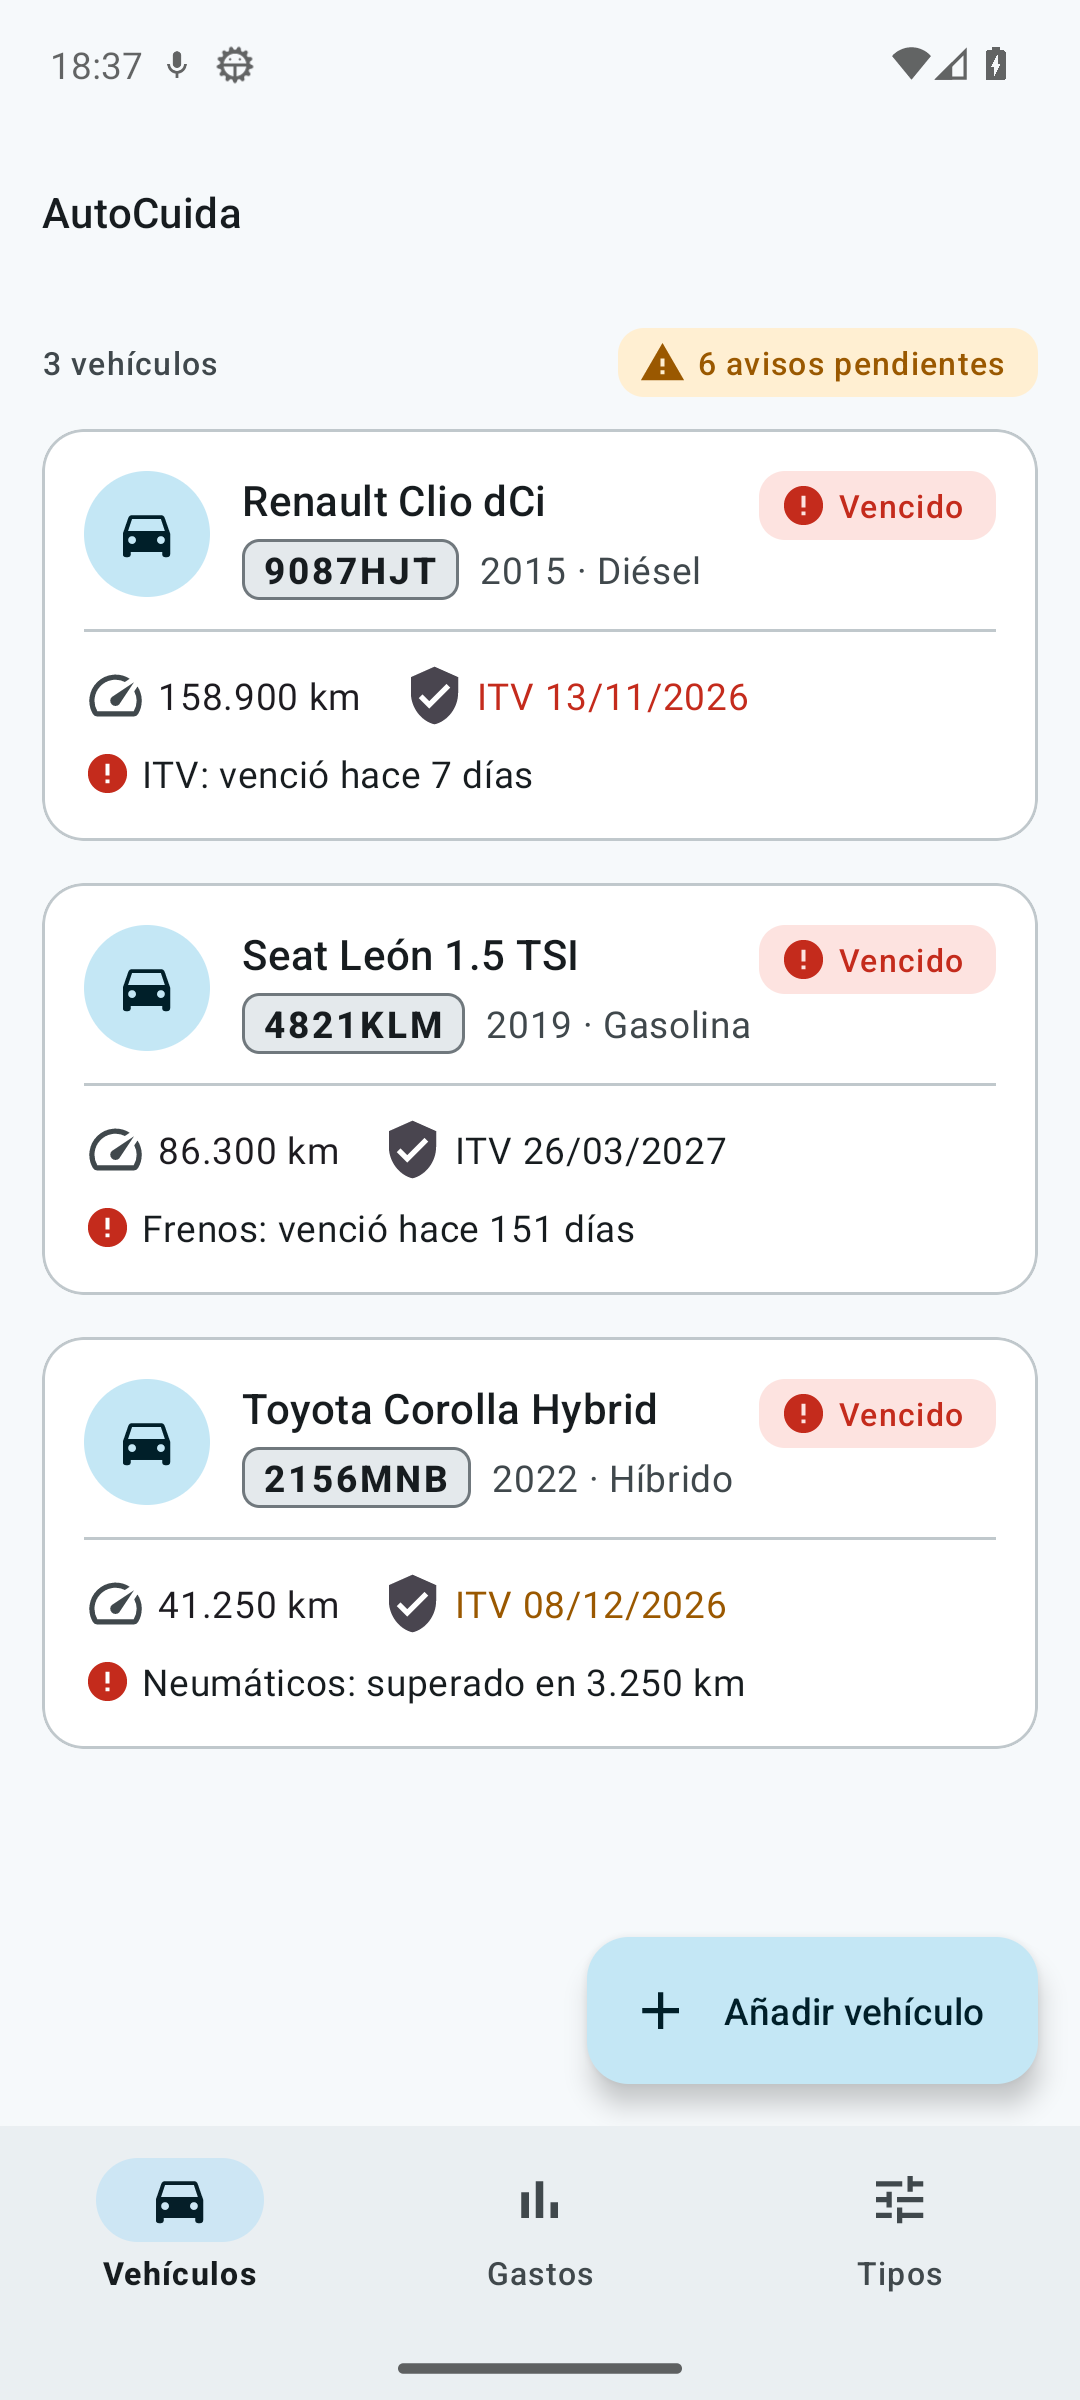 18:37
AutoCuida
3 vehículos
6 avisos pendientes
Renault Clio dCi
Vencido
9087HJT
2015 · Diésel
158.900 km
ITV 13/11/2026
ITV: venció hace 7 días
Seat León 1.5 TSI
Vencido
4821KLM
2019 · Gasolina
86.300 km
ITV 26/03/2027
Frenos: venció hace 151 días
Toyota Corolla Hybrid
Vencido
2156MNB
2022 · Híbrido
41.250 km
ITV 08/12/2026
Neumáticos: superado en 3.250 km
Añadir vehículo
Vehículos
Gastos
Tipos